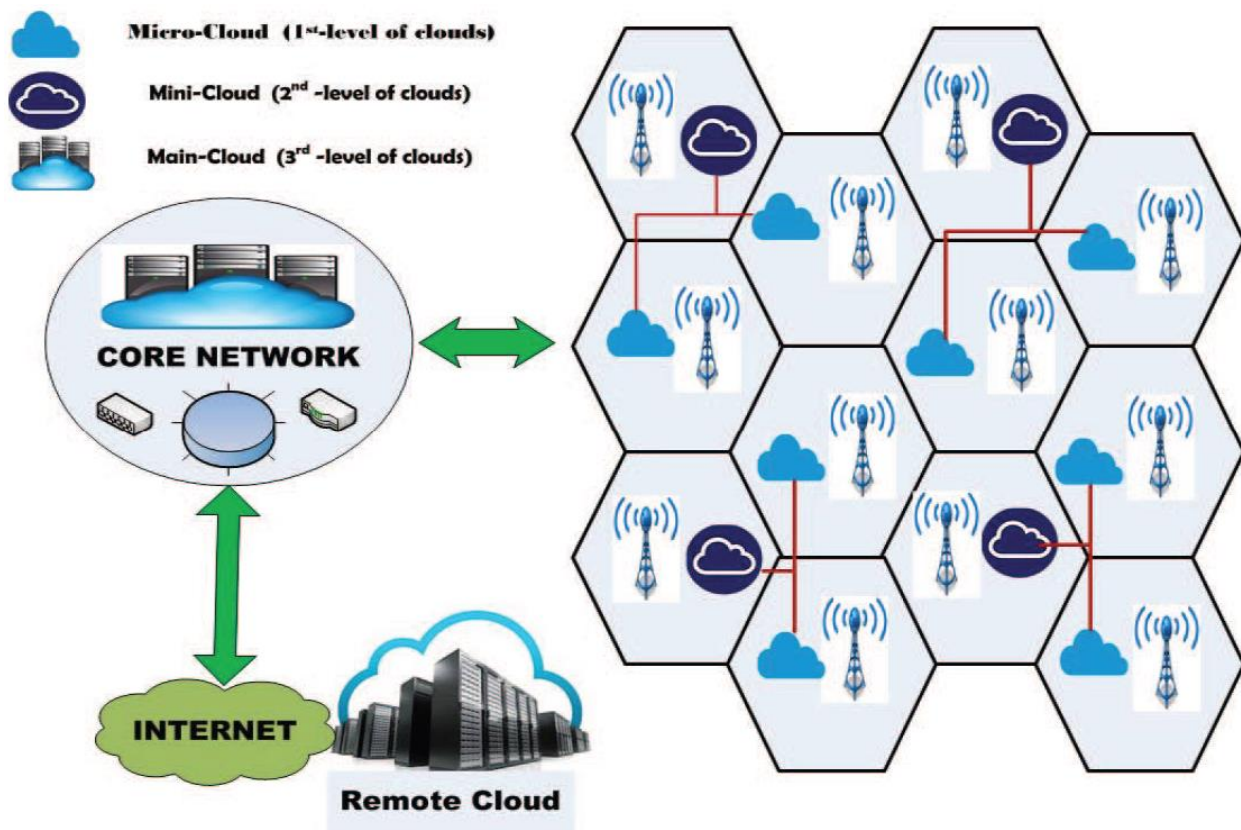 Micro-Cloud (1st-level of clouds)
Mini-Cloud (2nd -level of clouds)
Main-Cloud (3rd -level of clouds)
CORE NETWORK
INTERNET
Remote Cloud